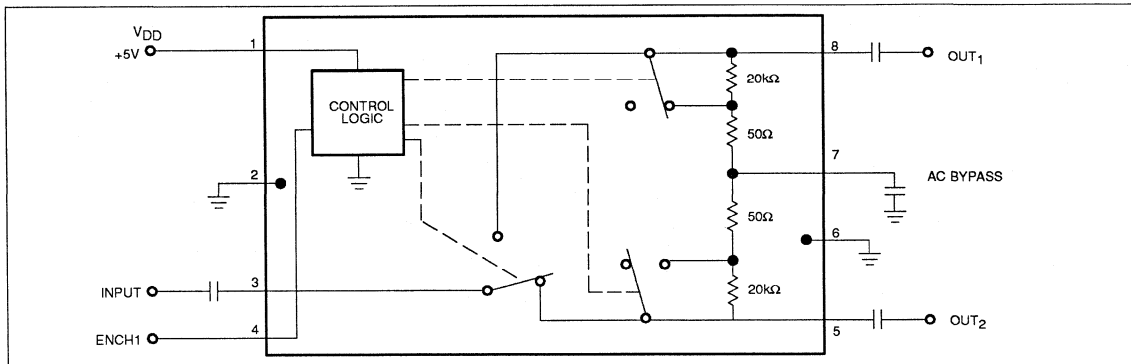 VDD
+5V
1
8
OUT1
20kΩ
CONTROL
LOGIC
50Ω
7
2
AC BYPASS
50Ω
6
3
INPUT
20kΩ
4
5
OUT2
ENCH1